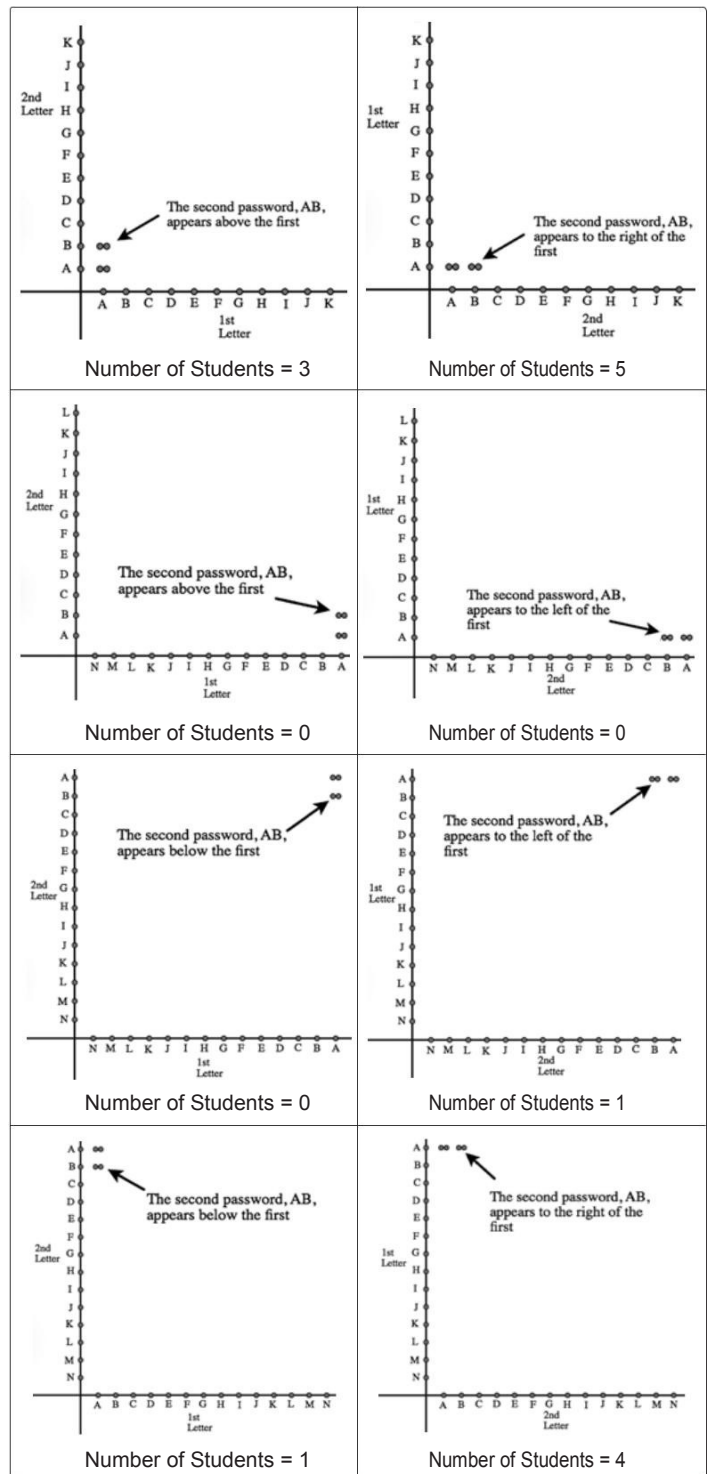 K
J
I
2nd
Letter H
G
F
E
D
C
B
A
The second password, AB,
appears above the first
A B C D E F G H I J K
1st
Letter
Number of Students = 3
K
J
I
1st
Letter
H
G
F
E
D
C
B
A
The second password, AB,
appears to the right of the
first
A B C D E F G H I J K
2nd
Letter
Number of Students = 5
L
K
J
I
2nd H
Letter
G
F
E
D
C
B
A
The second password, AB,
appears above the first
N M L K J I H G F E D C B A
1st
Letter
Number of Students = 0
L
K
J
I
1st H
Letter
G
F
E
D
C
B
A
The second password, AB,
appears to the left of the
first
N M L K J I H G F E D C B A
2nd
Letter
Number of Students = 0
A
B
C
D
E
F
2nd G
Letter
H
I
J
K
L
M
N
The second password, AB,
appears below the first
N M L K J I H G F E D C B A
1st
Letter
Number of Students = 0
A
B
C
D
E
F
1st G
Letter
H
I
J
K
L
M
N
The second password, AB,
appears to the left of the
first
N M L K J I H G F E D C B A
2nd
Letter
Number of Students = 1
A
B
C
D
E
F
2nd G
Letter
H
I
J
K
L
M
N
The second password, AB,
appears below the first
A B C D E F G H I J K L M N
1st
Letter
Number of Students = 1
A
B
C
D
E
F
1st G
Letter
H
I
J
K
L
M
N
The second password, AB,
appears to the right of the
first
A B C D E F G H I J K L M N
2nd
Letter
Number of Students = 4